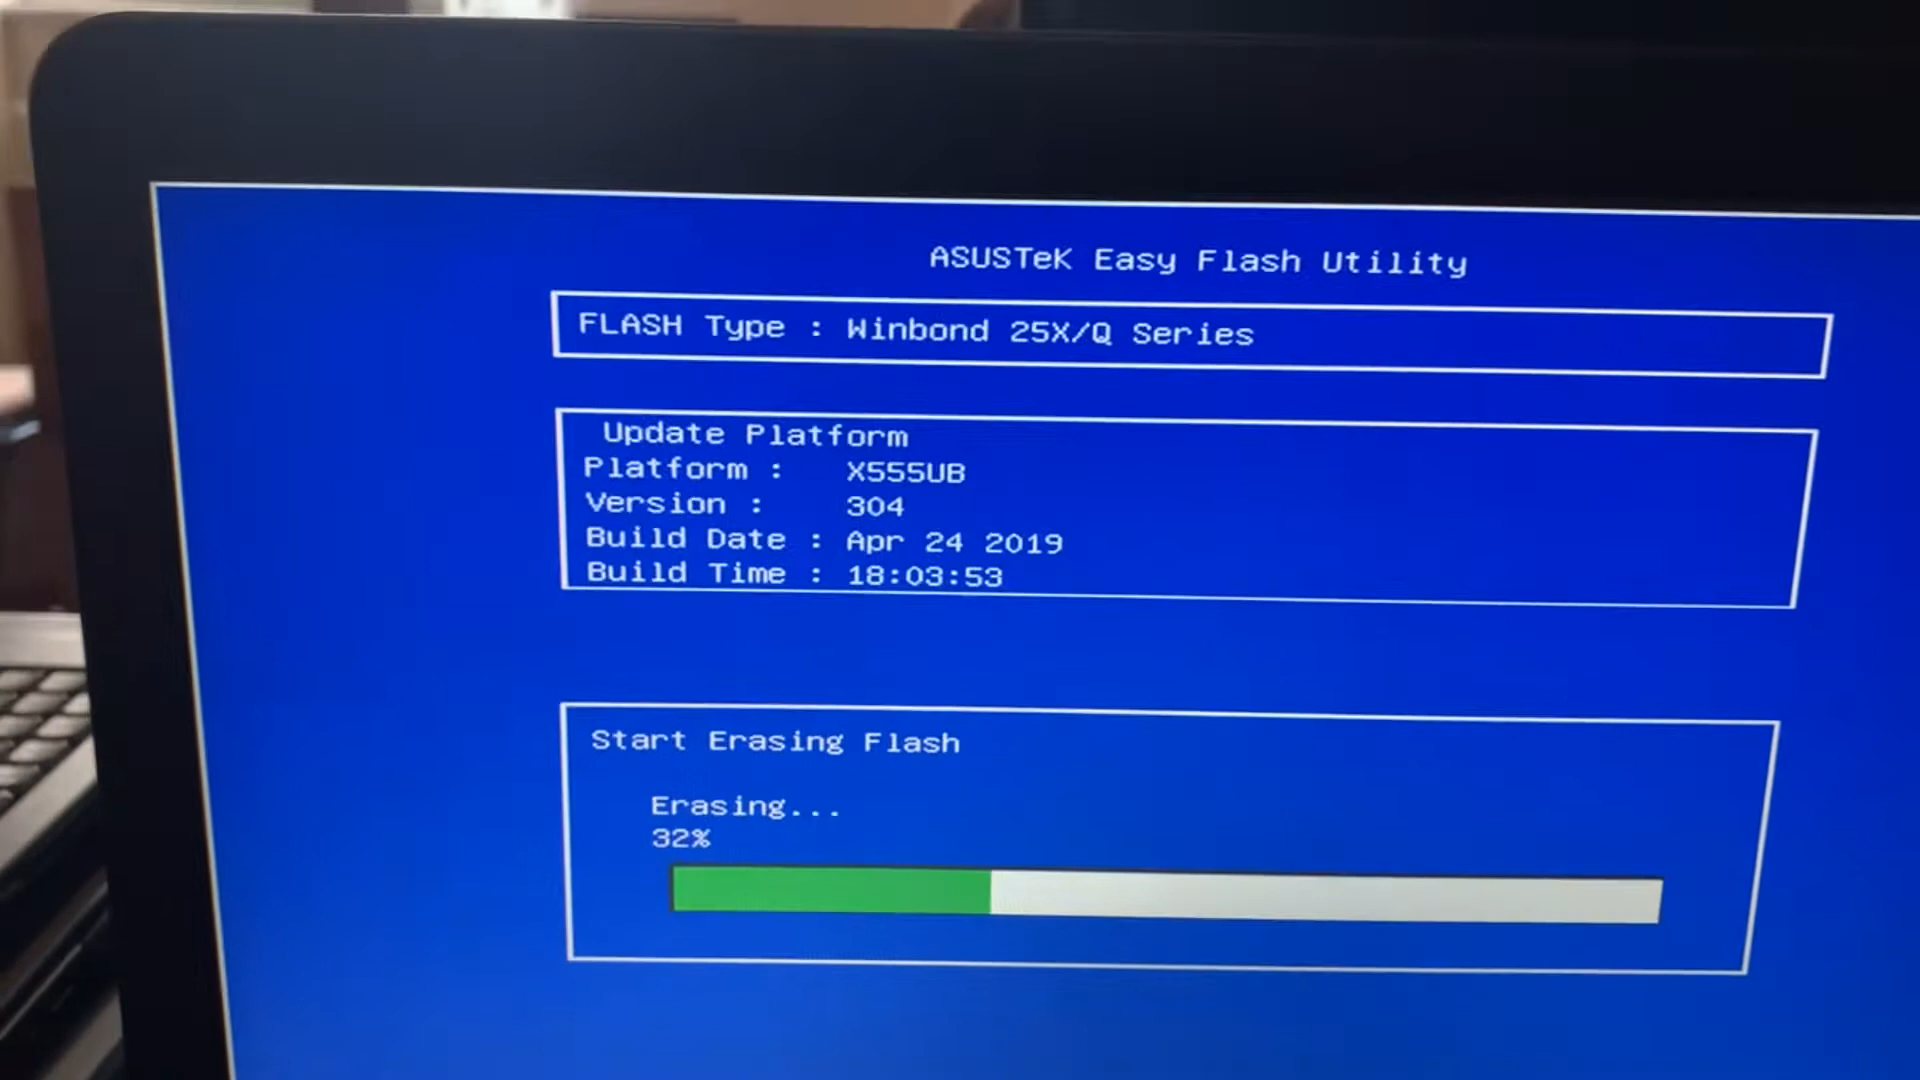 ASUSTeK Easy Flash Utility
FLASH Type : Winbond 25X/Q Series
Update Platform
Platform : X555UB
Version : 304
Build Date : Apr 24 2019
Build Time : 18:03:53
Start Erasing Flash
Erasing...
32%